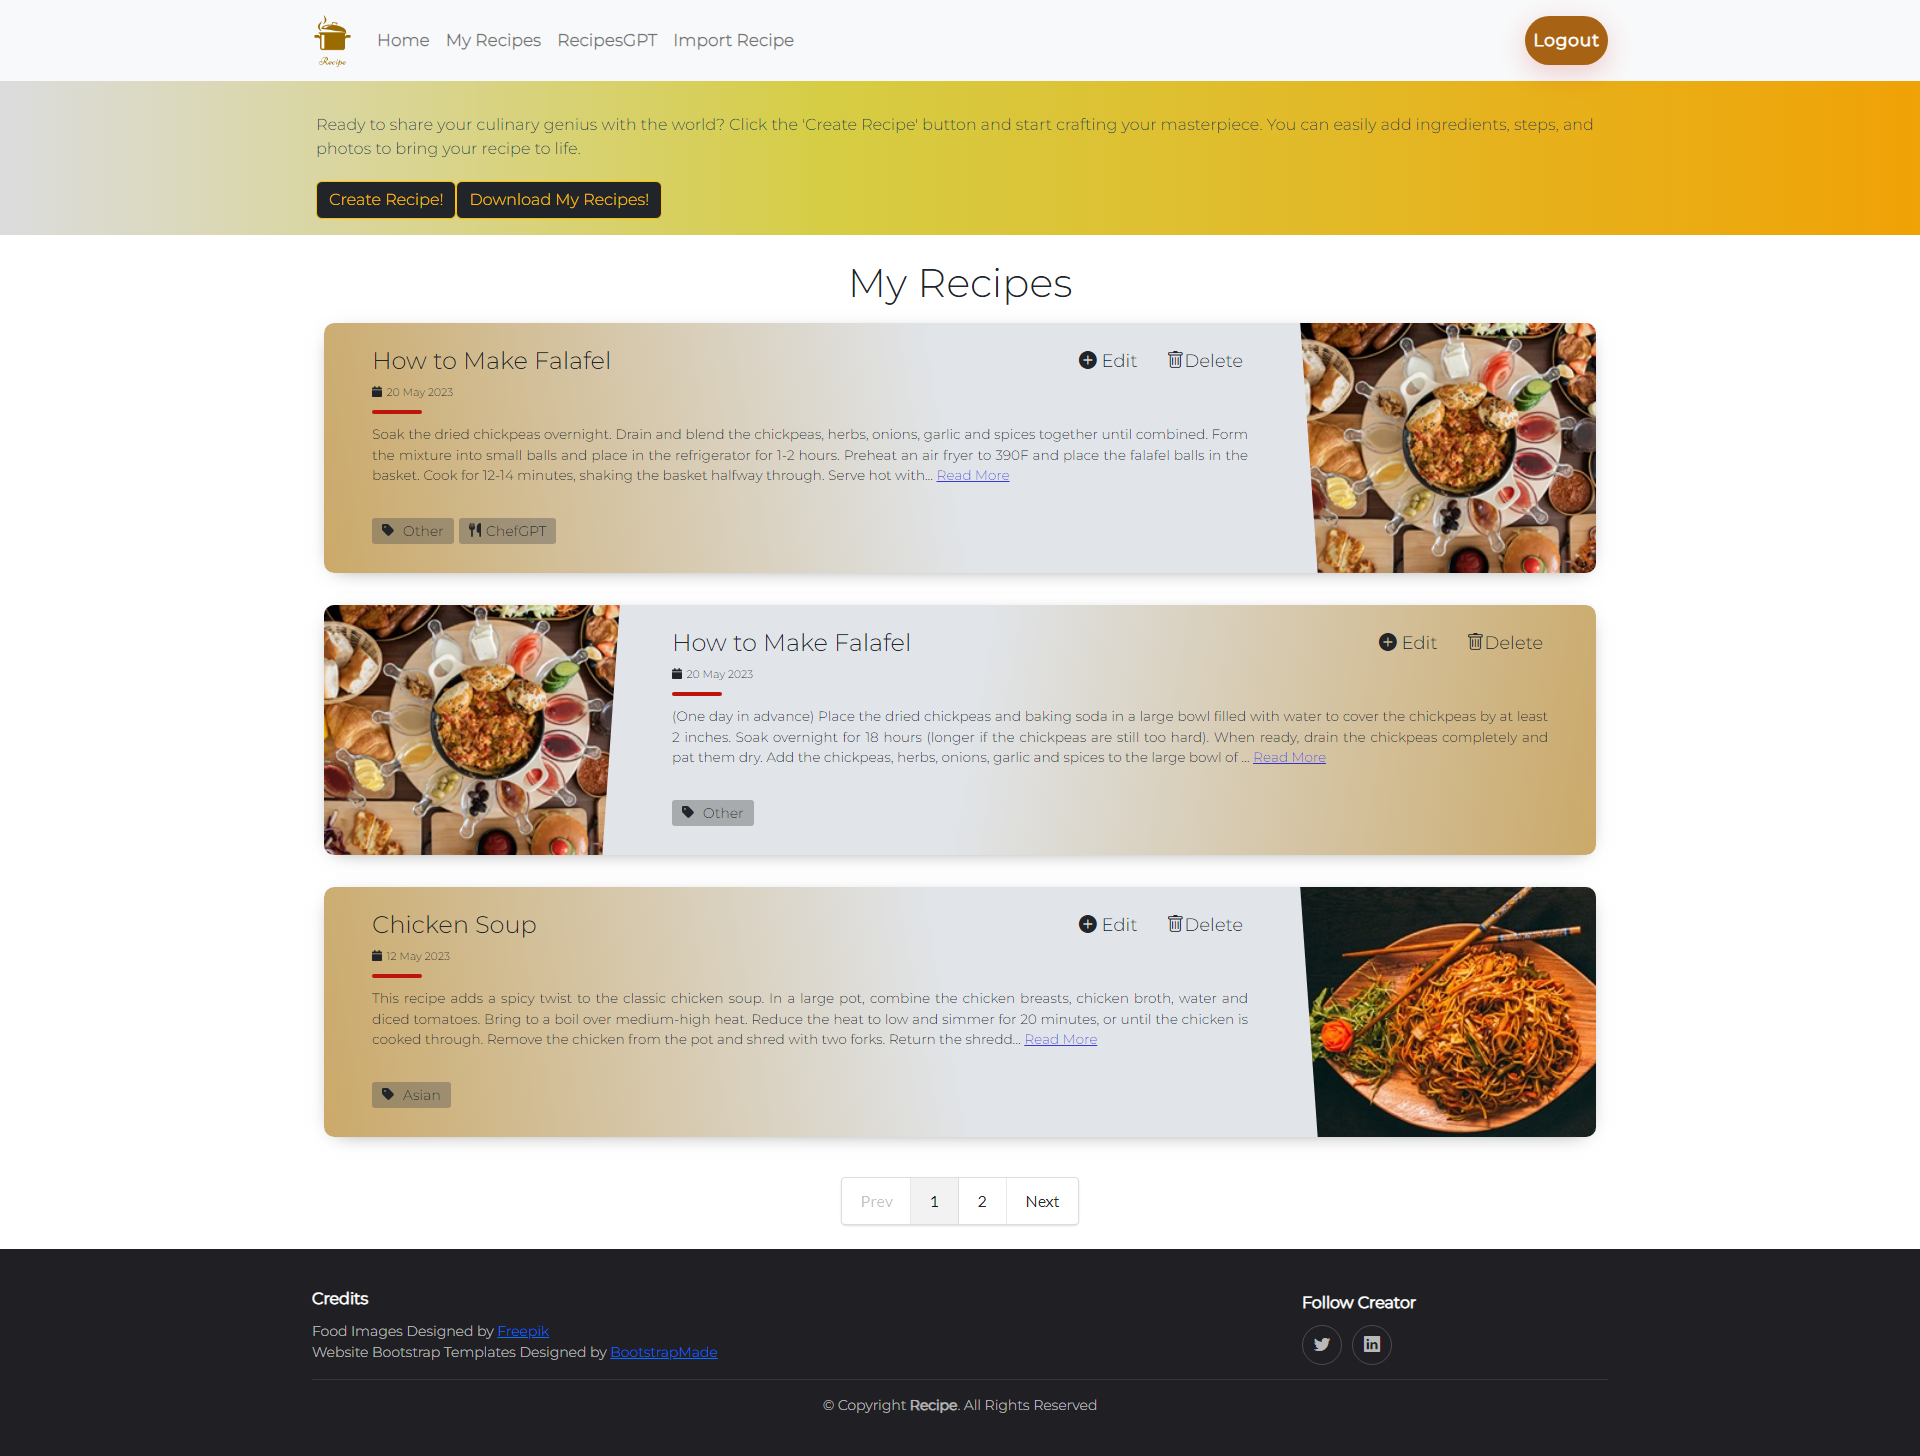 Recipe
Home
My Recipes
RecipesGPT
Import Recipe
Logout
Ready to share your culinary genius with the world? Click the 'Create Recipe' button and start crafting your masterpiece. You can easily add ingredients, steps, and
photos to bring your recipe to life.
Create Recipe!
Download My Recipes!
My Recipes
How to Make Falafel
Edit
Delete
20 May 2023
Soak the dried chickpeas overnight. Drain and blend the chickpeas, herbs, onions, garlic and spices together until combined. Form
the mixture into small balls and place in the refrigerator for 1-2 hours. Preheat an air fryer to 390F and place the falafel balls in the
basket. Cook for 12-14 minutes, shaking the basket halfway through. Serve hot with... Read More
Other
ChefGPT
How to Make Falafel
Edit
Delete
20 May 2023
(One day in advance) Place the dried chickpeas and baking soda in a large bowl filled with water to cover the chickpeas by at least
2 inches. Soak overnight for 18 hours (longer if the chickpeas are still too hard). When ready, drain the chickpeas completely and
pat them dry. Add the chickpeas, herbs, onions, garlic and spices to the large bowl of ... Read More
Other
Chicken Soup
Edit
Delete
12 May 2023
This recipe adds a spicy twist to the classic chicken soup. In a large pot, combine the chicken breasts, chicken broth, water and
diced tomatoes. Bring to a boil over medium-high heat. Reduce the heat to low and simmer for 20 minutes, or until the chicken is
cooked through. Remove the chicken from the pot and shred with two forks. Return the shredd... Read More
Asian
Prev
1
2
Next
Credits
Food Images Designed by Freepik
Website Bootstrap Templates Designed by BootstrapMade
Follow Creator
© Copyright Recipe. All Rights Reserved